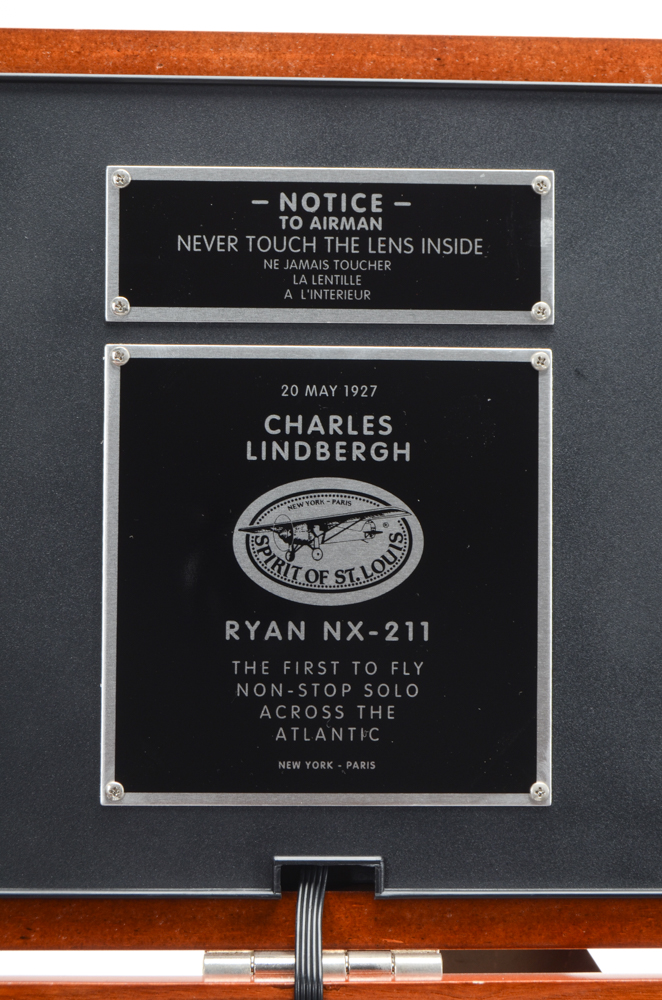 – NOTICE –
TO AIRMAN
NEVER TOUCH THE LENS INSIDE
NE JAMAIS TOUCHER
LA LENTILLE
A L'INTERIEUR
20 MAY 1927
CHARLES
LINDBERGH
NEW YORK - PARIS
®
SPIRIT OF ST. LOUIS
RYAN NX-211
THE FIRST TO FLY
NON-STOP SOLO
ACROSS THE
ATLANTIC
NEW YORK - PARIS